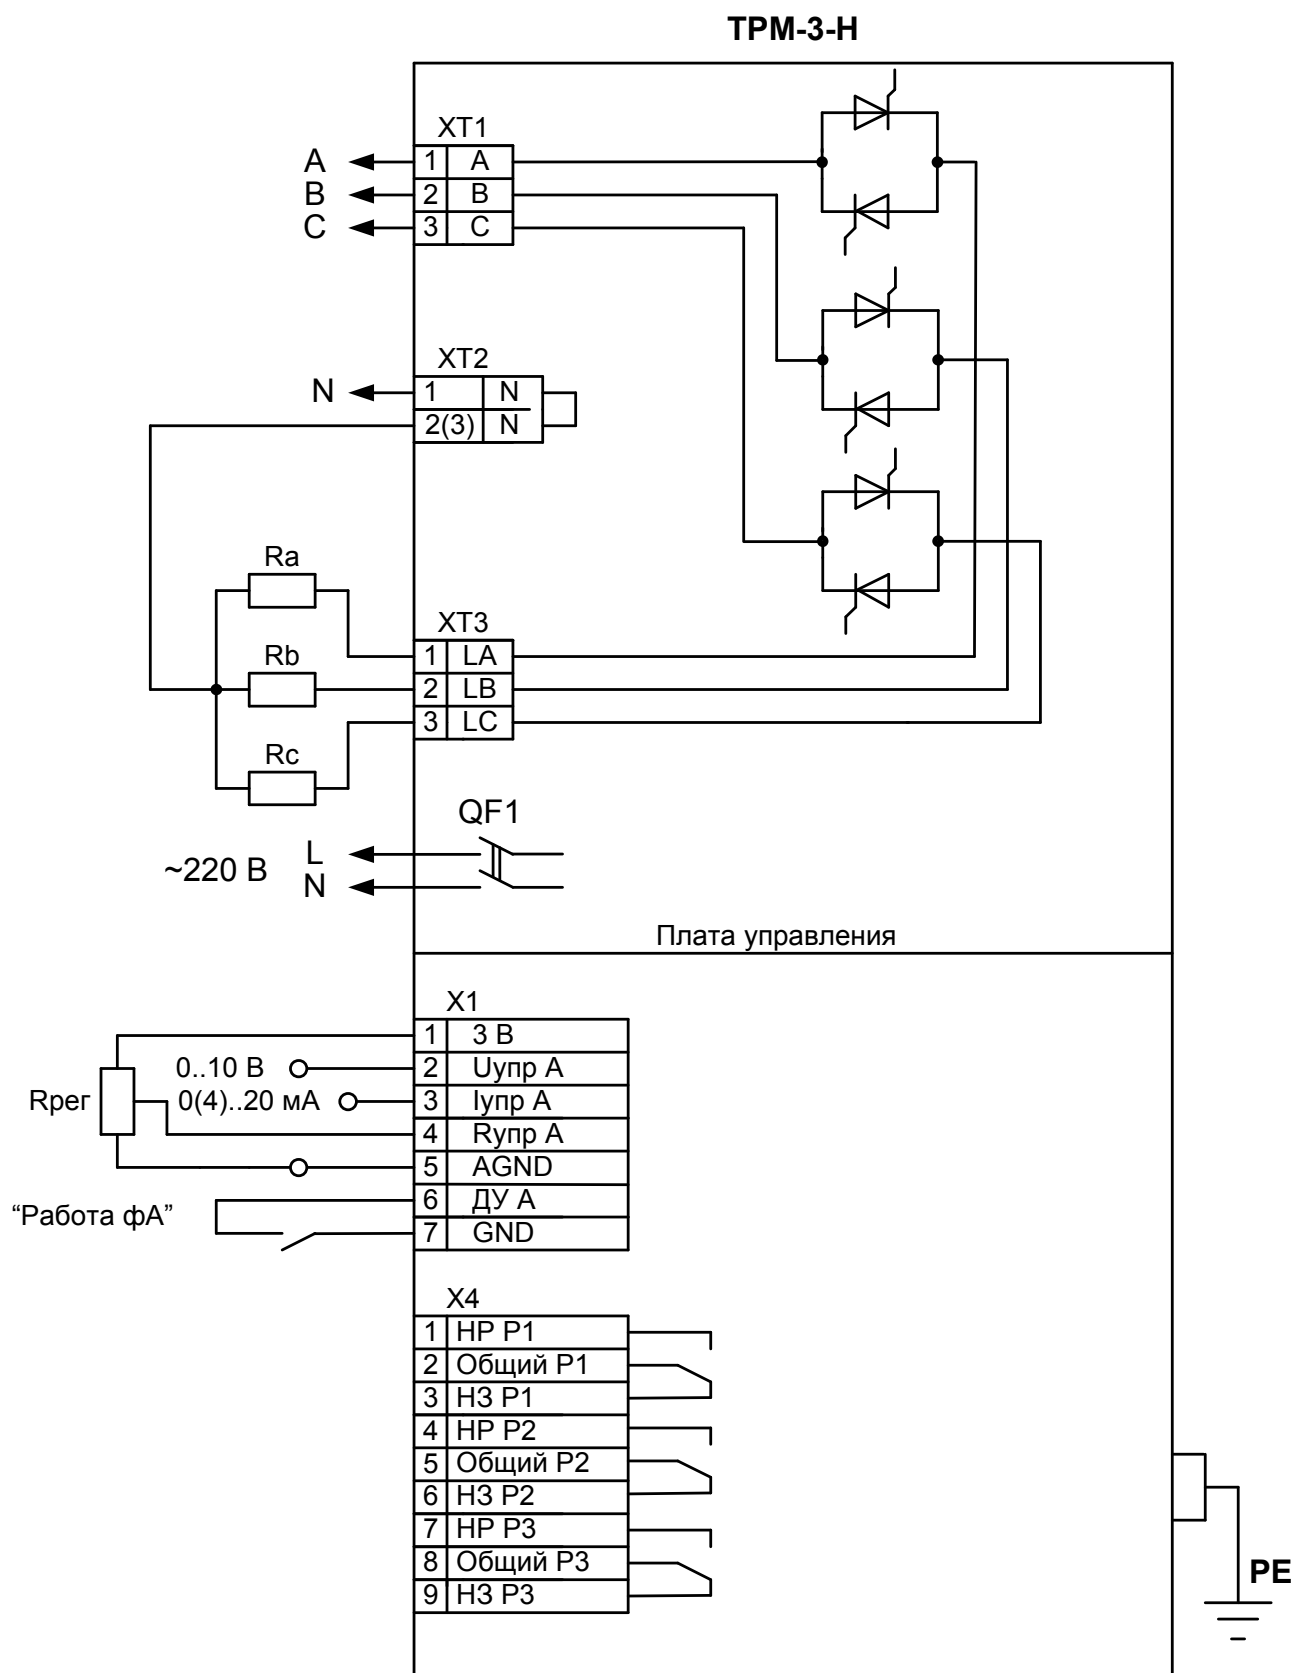 ТРМ-3-Н
XT1
A 1 A
B 2 B
C 3 C
XT2
N 1 N
2(3) N
Ra
XT3
1 LA
Rb
2 LB
3 LC
Rc
QF1
~220 В
L
N
Плата управления
X1
1 3 В
0..10 В 2 Uупр А
Rрег 0(4)..20 мА 3 Iупр А
4 Rупр А
5 AGND
“Работа фА” 6 ДУ А
7 GND
X4
1 НР Р1
2 Общий Р1
3 НЗ Р1
4 НР Р2
5 Общий Р2
6 НЗ Р2
7 НР Р3
8 Общий Р3
9 НЗ Р3
PE